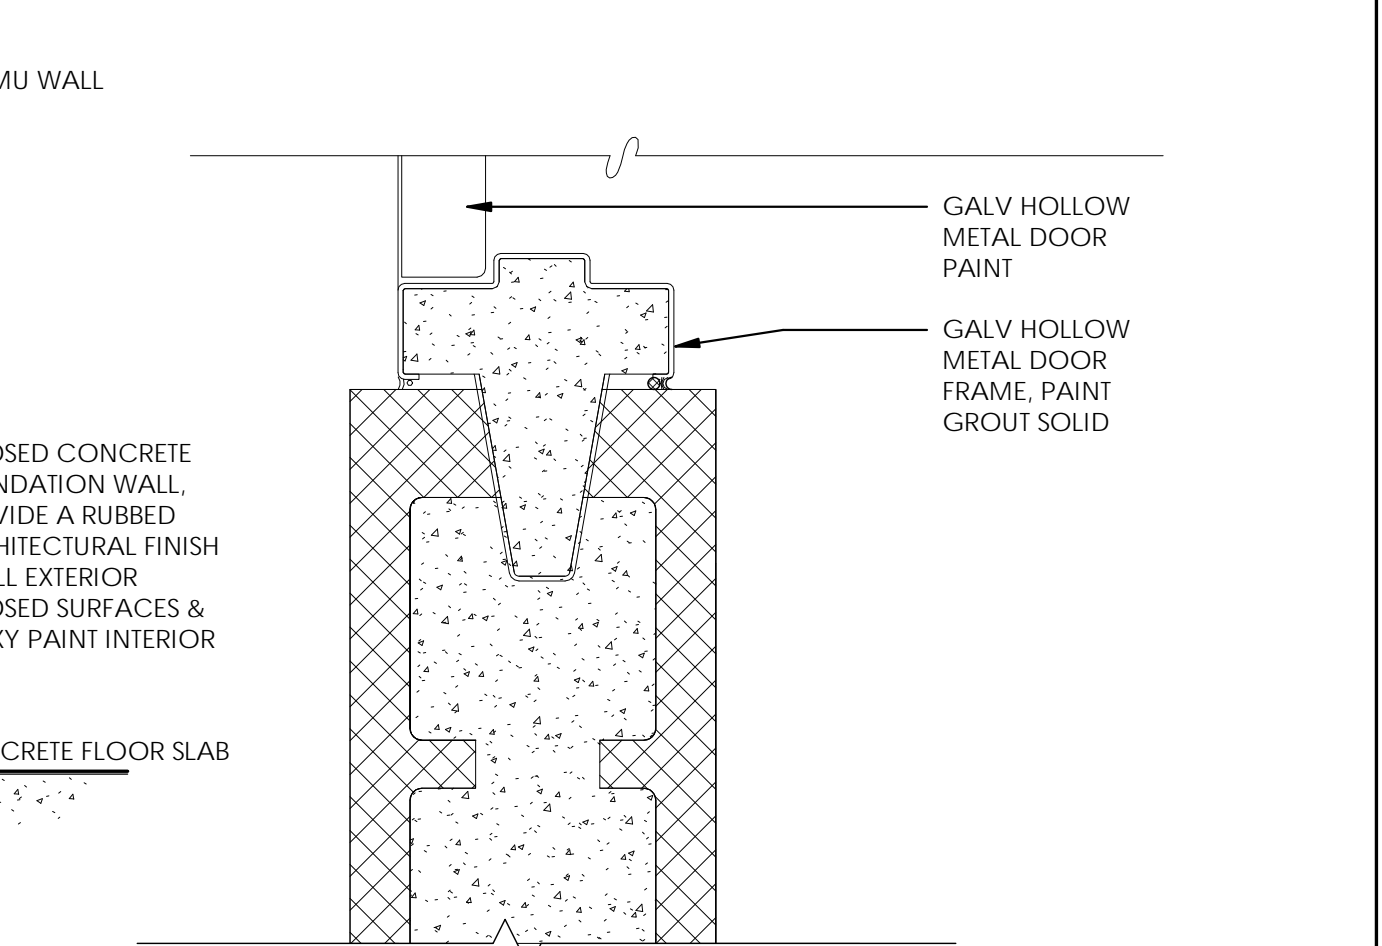 MU WALL
GALV HOLLOW
METAL DOOR
PAINT
GALV HOLLOW
METAL DOOR
FRAME, PAINT
GROUT SOLID
OSED CONCRETE
NDATION WALL,
VIDE A RUBBED
HITECTURAL FINISH
LL EXTERIOR
OSED SURFACES &
XY PAINT INTERIOR
CRETE FLOOR SLAB